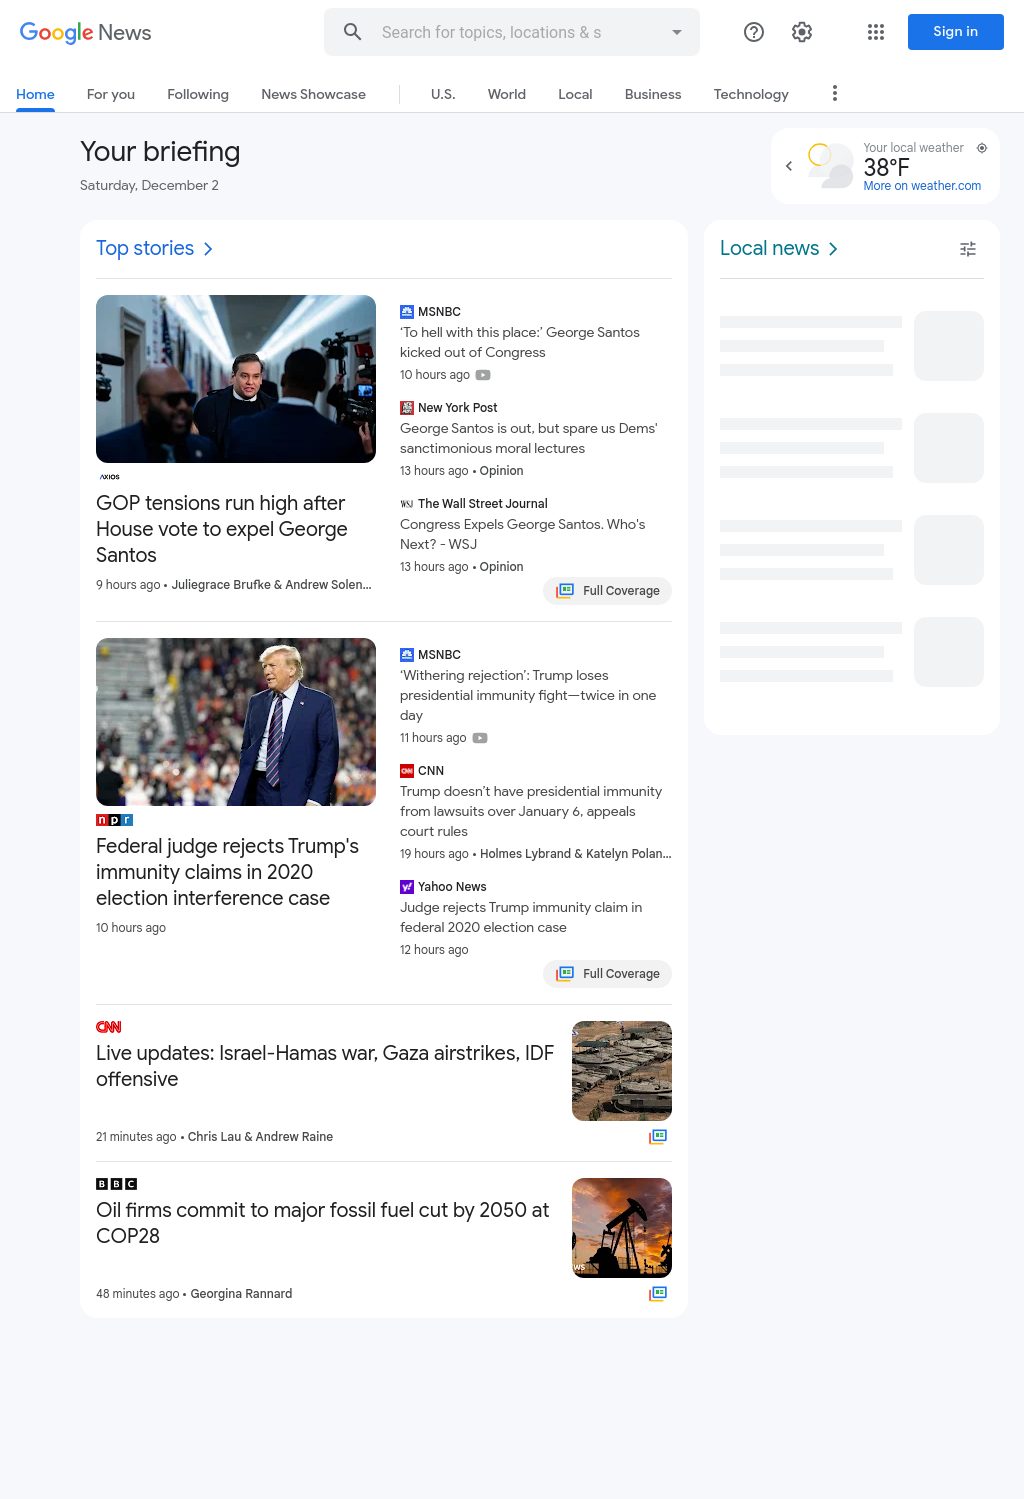 Google News
Search for topics, locations & s
Sign in
Home
For you
Following
News Showcase
U.S.
World
Local
Business
Technology
Your briefing
Saturday, December 2
Your local weather
38°F
More on weather.com
Top stories
AXIOS
GOP tensions run high after
House vote to expel George
Santos
9 hours ago • Juliegrace Brufke & Andrew Solen...
MSNBC
‘To hell with this place:’ George Santos
kicked out of Congress
10 hours ago
New York Post
George Santos is out, but spare us Dems'
sanctimonious moral lectures
13 hours ago • Opinion
WSJ The Wall Street Journal
Congress Expels George Santos. Who's
Next? - WSJ
13 hours ago • Opinion
Full Coverage
npr
Federal judge rejects Trump's
immunity claims in 2020
election interference case
10 hours ago
MSNBC
‘Withering rejection’: Trump loses
presidential immunity fight—twice in one
day
11 hours ago
CNN CNN
Trump doesn’t have presidential immunity
from lawsuits over January 6, appeals
court rules
19 hours ago • Holmes Lybrand & Katelyn Polan...
y! Yahoo News
Judge rejects Trump immunity claim in
federal 2020 election case
12 hours ago
Full Coverage
CNN
Live updates: Israel-Hamas war, Gaza airstrikes, IDF
offensive
21 minutes ago • Chris Lau & Andrew Raine
BBC
Oil firms commit to major fossil fuel cut by 2050 at
COP28
WS
48 minutes ago • Georgina Rannard
Local news